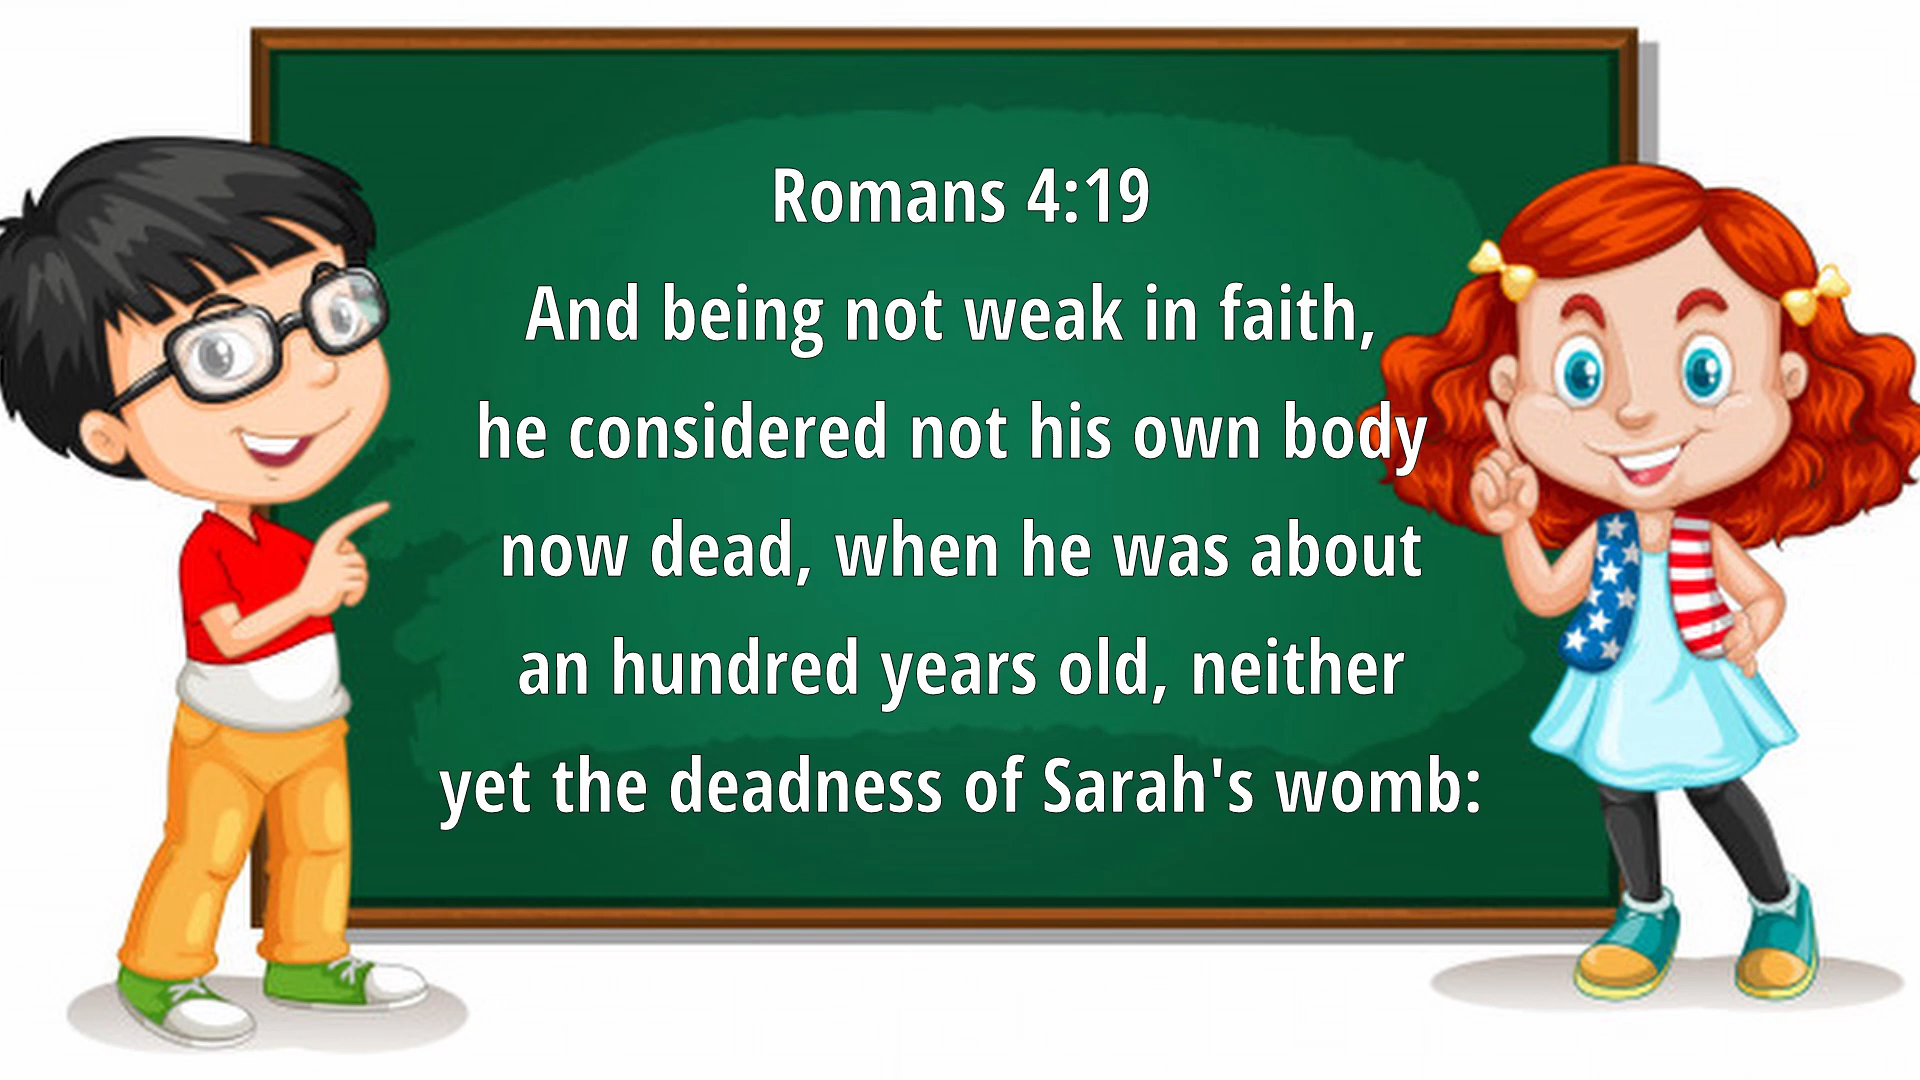 Romans 4:19
And being not weak in faith,
he considered not his own body
now dead, when he was about
an hundred years old, neither
yet the deadness of Sarah's womb: